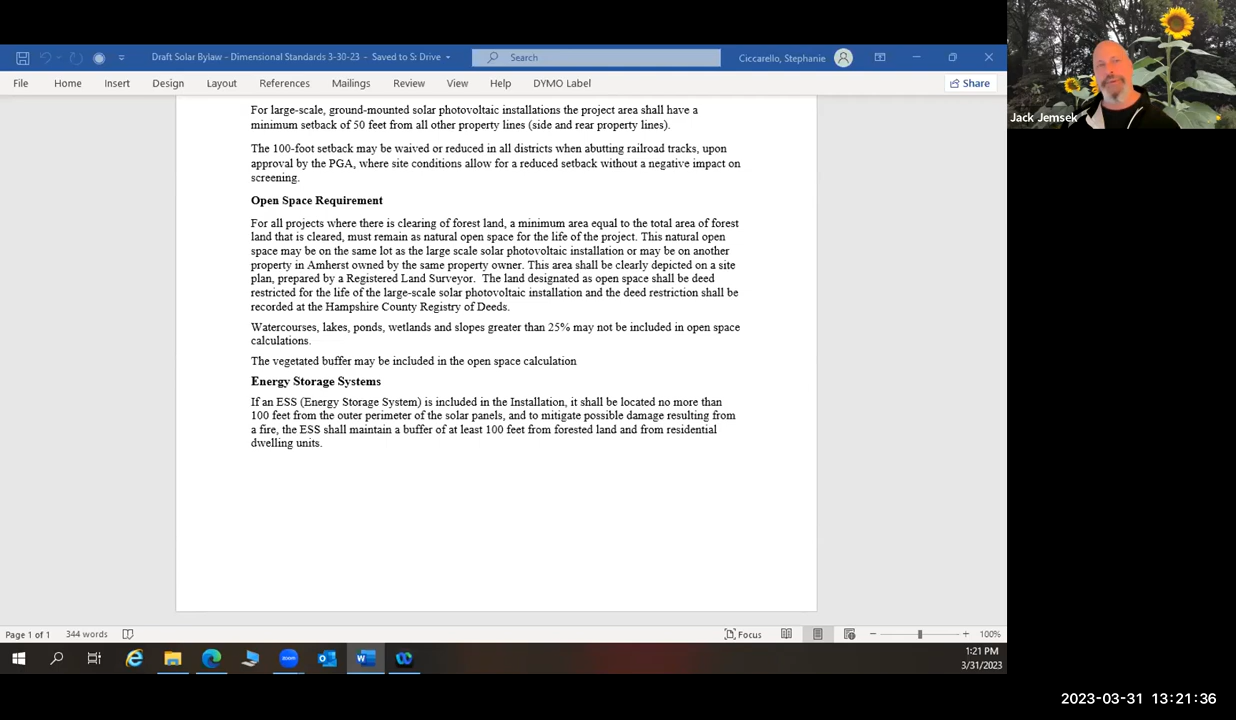 Draft Solar Bylaw - Dimensional Standards 3-30-23 - Saved to S: Drive
Search
Ciccarello, Stephanie
File Home Insert Design Layout References Mailings Review View Help DYMO Label
Share
Jack Jemsek
For large-scale, ground-mounted solar photovoltaic installations the project area shall have a
minimum setback of 50 feet from all other property lines (side and rear property lines).
The 100-foot setback may be waived or reduced in all districts when abutting railroad tracks, upon
approval by the PGA, where site conditions allow for a reduced setback without a negative impact on
screening.
Open Space Requirement
For all projects where there is clearing of forest land, a minimum area equal to the total area of forest
land that is cleared, must remain as natural open space for the life of the project. This natural open
space may be on the same lot as the large scale solar photovoltaic installation or may be on another
property in Amherst owned by the same property owner. This area shall be clearly depicted on a site
plan, prepared by a Registered Land Surveyor. The land designated as open space shall be deed
restricted for the life of the large-scale solar photovoltaic installation and the deed restriction shall be
recorded at the Hampshire County Registry of Deeds.
Watercourses, lakes, ponds, wetlands and slopes greater than 25% may not be included in open space
calculations.
The vegetated buffer may be included in the open space calculation
Energy Storage Systems
If an ESS (Energy Storage System) is included in the Installation, it shall be located no more than
100 feet from the outer perimeter of the solar panels, and to mitigate possible damage resulting from
a fire, the ESS shall maintain a buffer of at least 100 feet from forested land and from residential
dwelling units.
Page 1 of 1 344 words
Focus
100%
1:21 PM
3/31/2023
2023-03-31 13:21:36